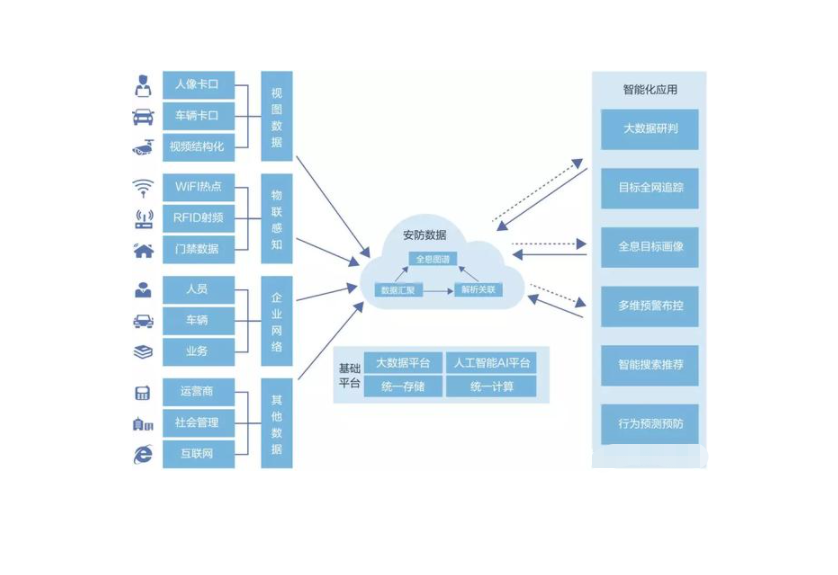 人像卡口
车辆卡口
视频结构化
视图数据
WiFI热点
RFID射频
门禁数据
物联感知
人员
车辆
业务
企业网络
运营商
社会管理
互联网
其他数据
安防数据
全息图谱
数据汇聚
解析关联
基础平台
大数据平台
人工智能AI平台
统一存储
统一计算
智能化应用
大数据研判
目标全网追踪
全息目标画像
多维预警布控
智能搜索推荐
行为预测预防